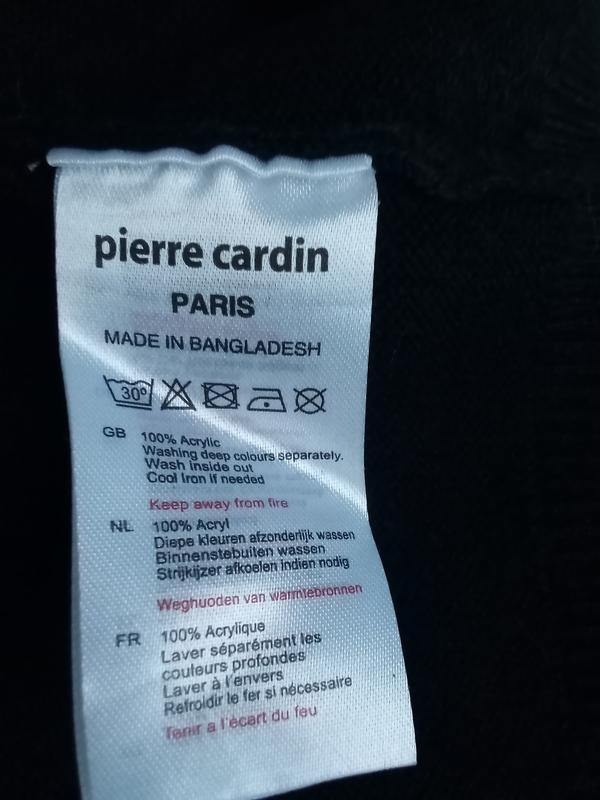 pierre cardin
PARIS
MADE IN BANGLADESH
30°
GB 100% Acrylic
Washing deep colours separately.
Wash inside out
Cool Iron if needed
Keep away from fire
NL 100% Acryl
Diepe kleuren afzonderlijk wassen
Binnenstebuiten wassen
Strijkijzer afkoelen indien nodig
Weghuoden van warmtebronnen
FR 100% Acrylique
Laver séparément les
couleurs profondes
Laver à l'envers
Refroidir le fer si nécessaire
Tenir a l'écart du feu